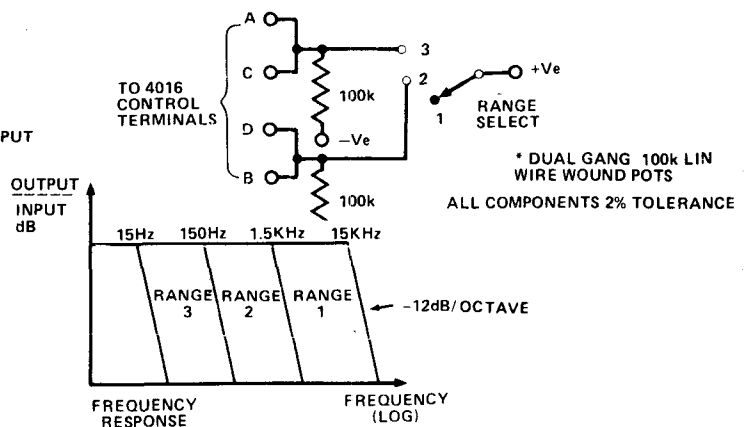 A
C
D
B
TO 4016
CONTROL
TERMINALS
100k
–Ve
100k
3
2
1
+Ve
RANGE
SELECT
* DUAL GANG 100k LIN
WIRE WOUND POTS
ALL COMPONENTS 2% TOLERANCE
PUT
OUTPUT
INPUT
dB
15Hz 150Hz 1.5KHz 15KHz
RANGE RANGE RANGE
3 2 1
–12dB/OCTAVE
FREQUENCY
RESPONSE
FREQUENCY
(LOG)